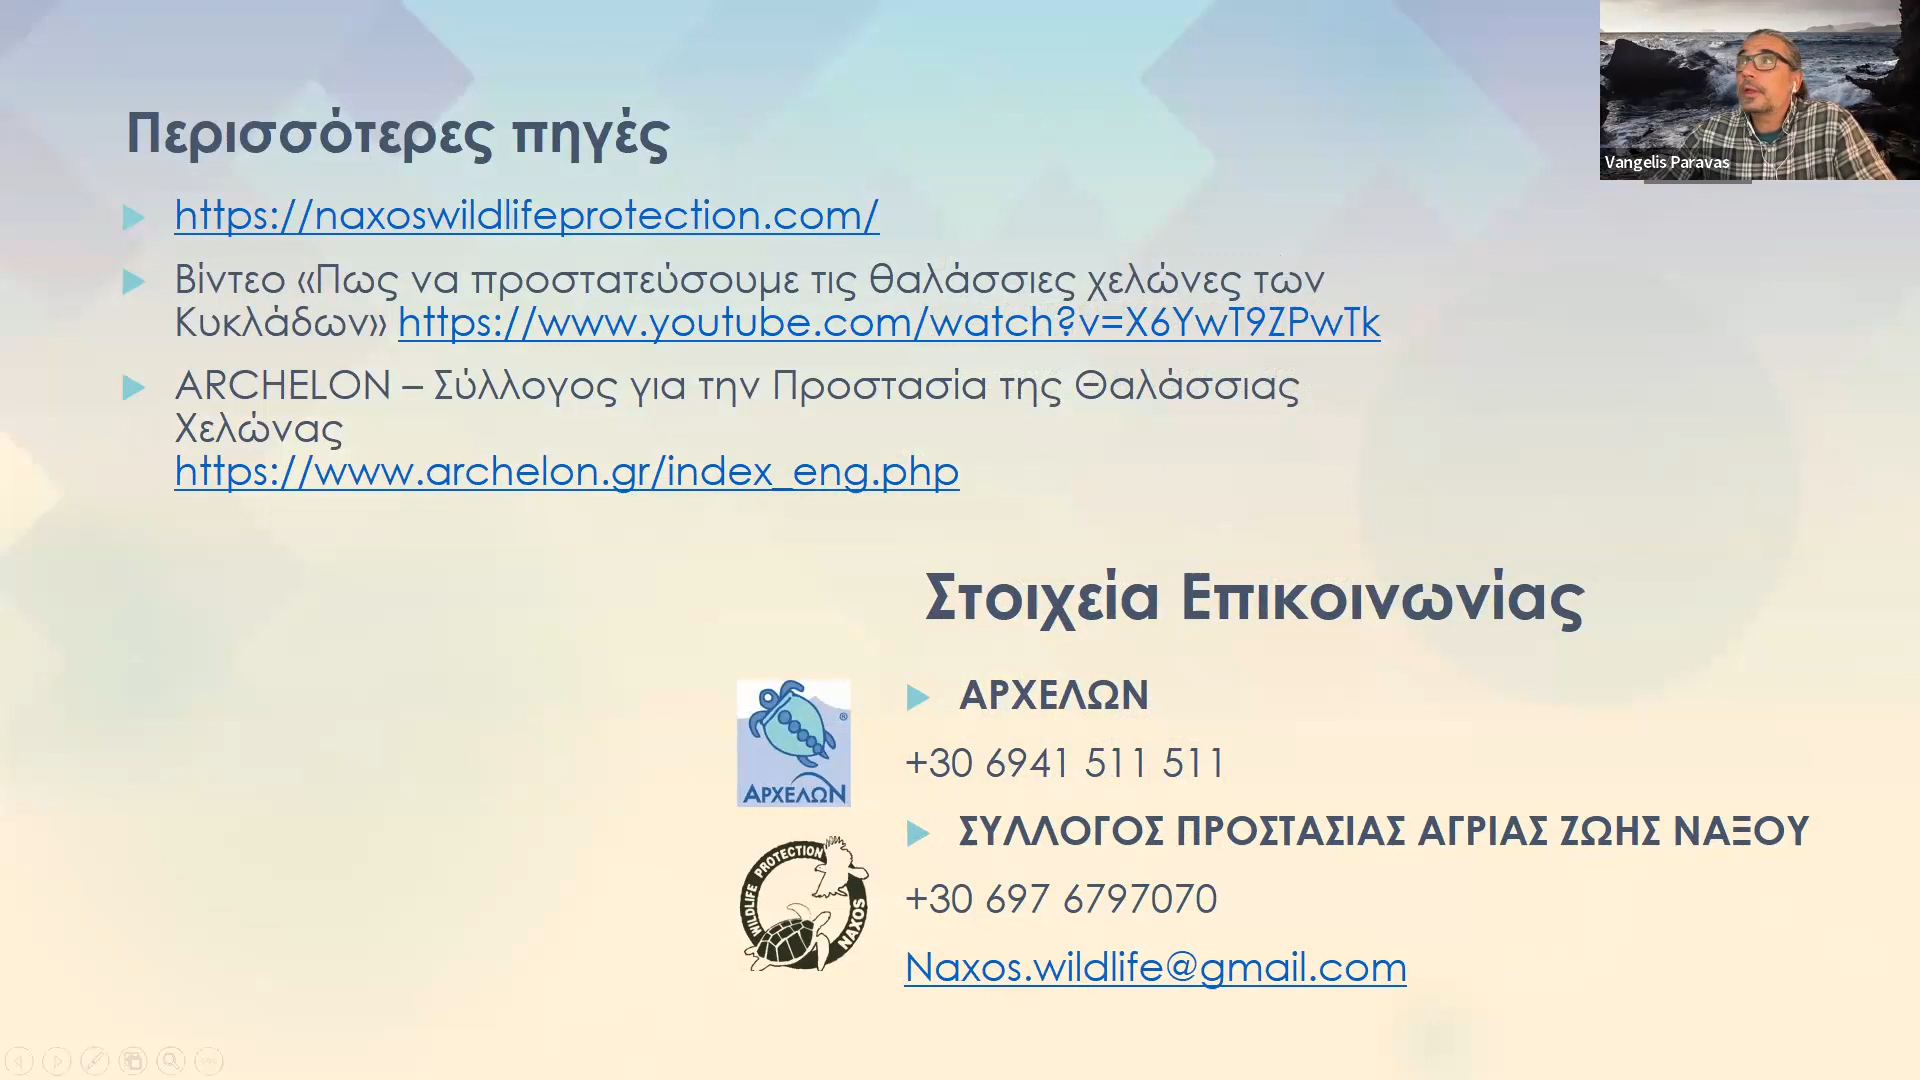 Περισσότερες πηγές
https://naxoswildlifeprotection.com/
Βίντεο «Πως να προστατεύσουμε τις θαλάσσιες χελώνες των
Κυκλάδων» https://www.youtube.com/watch?v=X6YwT9ZPwTk
ARCHELON – Σύλλογος για την Προστασία της Θαλάσσιας
Χελώνας
https://www.archelon.gr/index_eng.php
Vangelis Paravas
Στοιχεία Επικοινωνίας
ΑΡΧΕΛΩΝ
+30 6941 511 511
ΣΥΛΛΟΓΟΣ ΠΡΟΣΤΑΣΙΑΣ ΑΓΡΙΑΣ ΖΩΗΣ ΝΑΞΟΥ
+30 697 6797070
Naxos.wildlife@gmail.com
®
ΑΡΧΕΛΩΝ
WILDLIFE PROTECTION
NAXOS